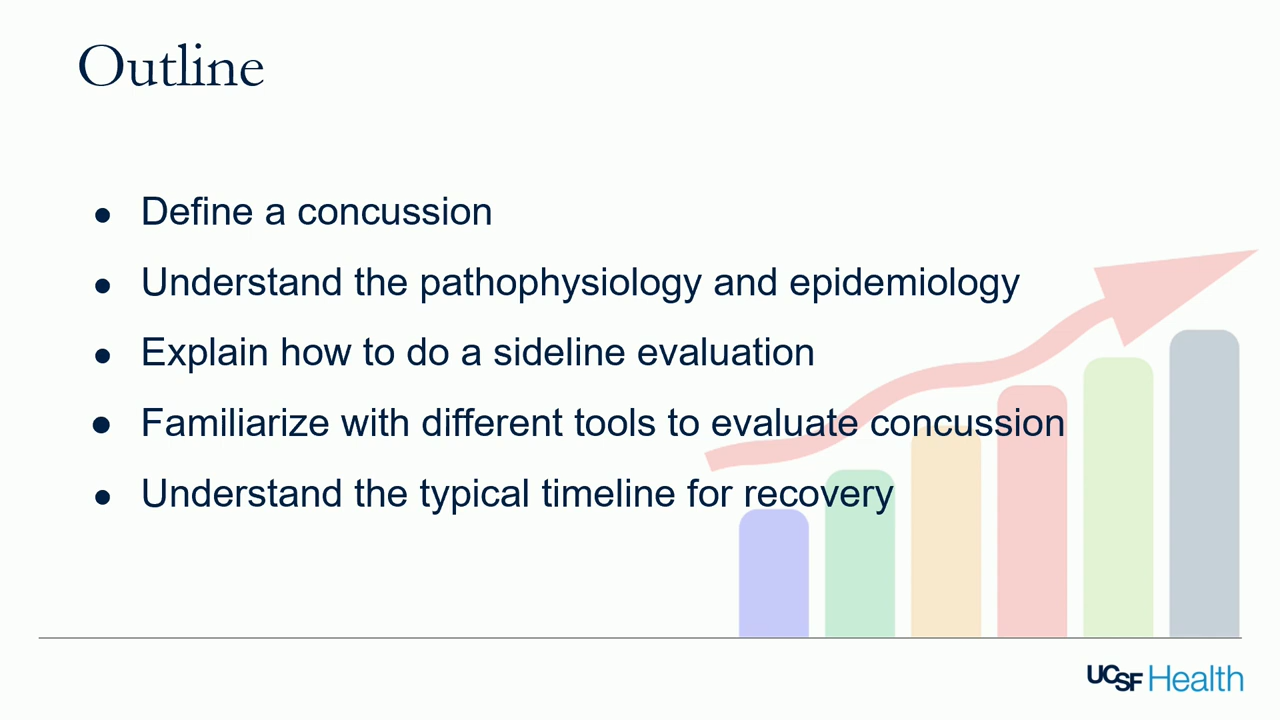 Outline
● Define a concussion
● Understand the pathophysiology and epidemiology
● Explain how to do a sideline evaluation
● Familiarize with different tools to evaluate concussion
● Understand the typical timeline for recovery
UCSF Health